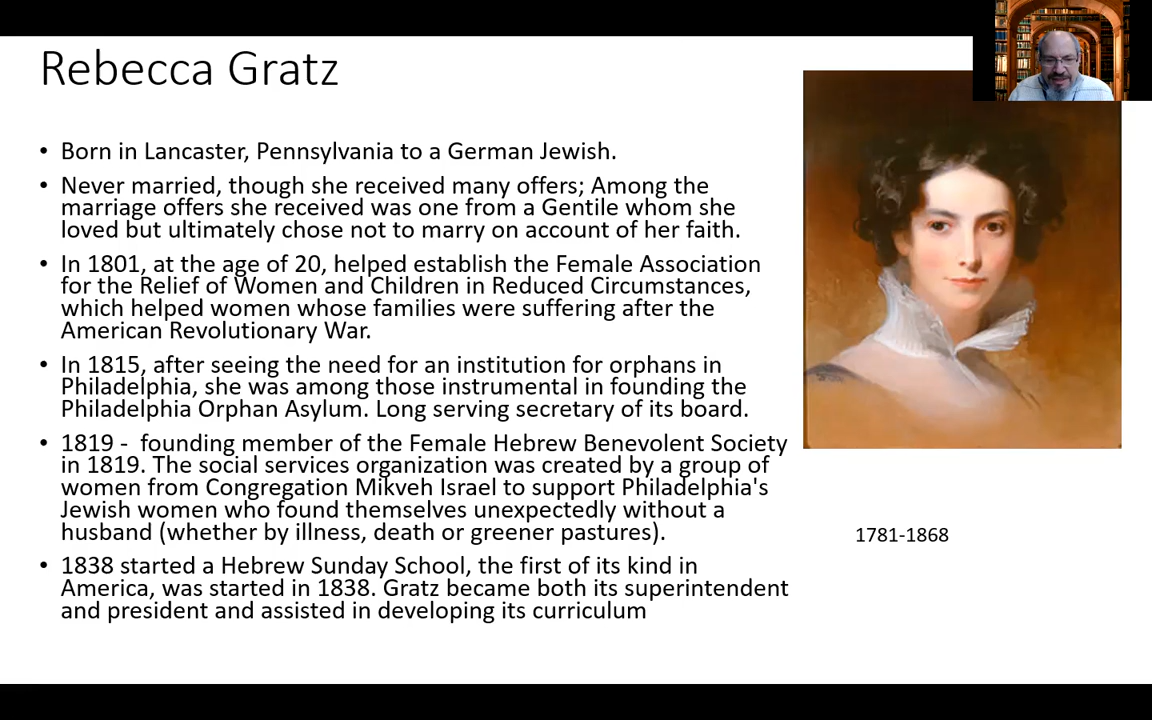 Rebecca Gratz
• Born in Lancaster, Pennsylvania to a German Jewish.
• Never married, though she received many offers; Among the
marriage offers she received was one from a Gentile whom she
loved but ultimately chose not to marry on account of her faith.
• In 1801, at the age of 20, helped establish the Female Association
for the Relief of Women and Children in Reduced Circumstances,
which helped women whose families were suffering after the
American Revolutionary War.
• In 1815, after seeing the need for an institution for orphans in
Philadelphia, she was among those instrumental in founding the
Philadelphia Orphan Asylum. Long serving secretary of its board.
• 1819 -  founding member of the Female Hebrew Benevolent Society
in 1819. The social services organization was created by a group of
women from Congregation Mikveh Israel to support Philadelphia's
Jewish women who found themselves unexpectedly without a
husband (whether by illness, death or greener pastures).
• 1838 started a Hebrew Sunday School, the first of its kind in
America, was started in 1838. Gratz became both its superintendent
and president and assisted in developing its curriculum
1781-1868